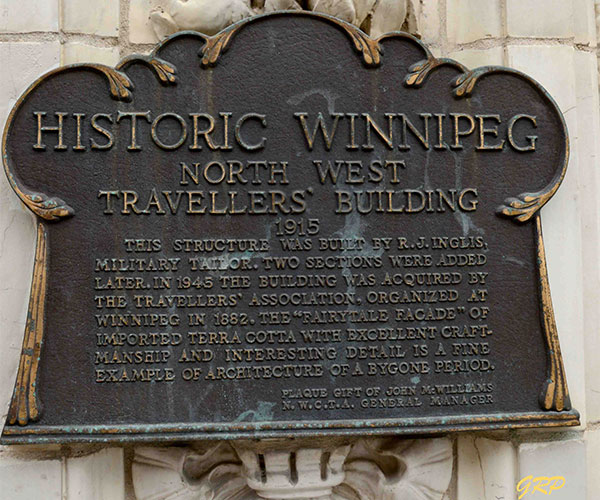 HISTORIC WINNIPEG
NORTH WEST
TRAVELLERS' BUILDING
1915
THIS STRUCTURE WAS BUILT BY R.J. INGLIS,
MILITARY TAILOR. TWO SECTIONS WERE ADDED
LATER. IN 1945 THE BUILDING WAS ACQUIRED BY
THE TRAVELLERS' ASSOCIATION, ORGANIZED AT
WINNIPEG IN 1882. THE "FAIRYTALE FAÇADE" OF
IMPORTED TERRA COTTA WITH EXCELLENT CRAFT-
MANSHIP AND INTERESTING DETAIL IS A FINE
EXAMPLE OF ARCHITECTURE OF A BYGONE PERIOD.
PLAQUE GIFT OF JOHN McWILLIAMS
N.W.C.T.A. GENERAL MANAGER
GRP